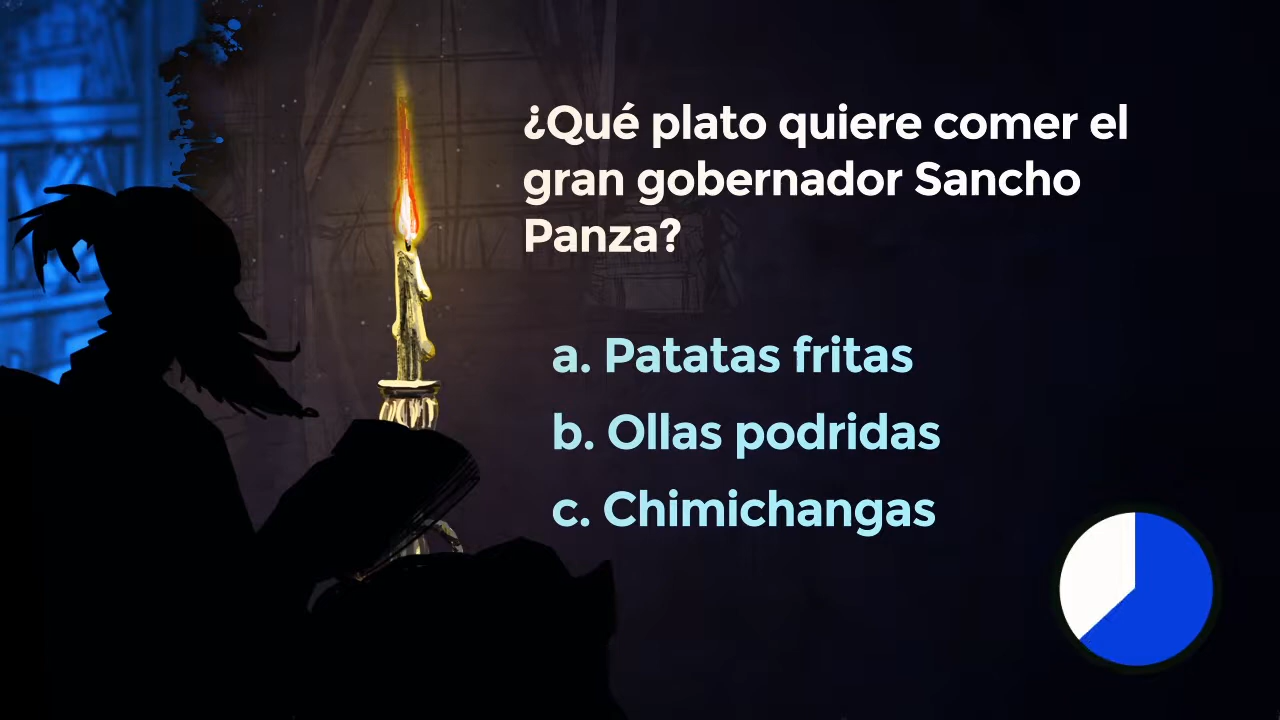 ¿Qué plato quiere comer el
gran gobernador Sancho
Panza?
a. Patatas fritas
b. Ollas podridas
c. Chimichangas